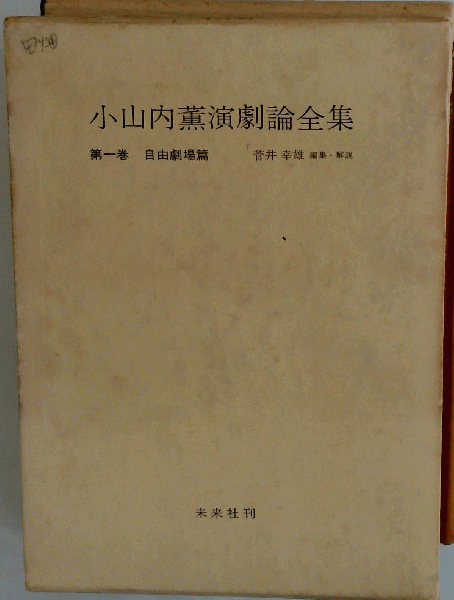 小山内薫演劇論全集
第一巻 自由劇場篇 菅井幸雄 編集・解説
未来社刊